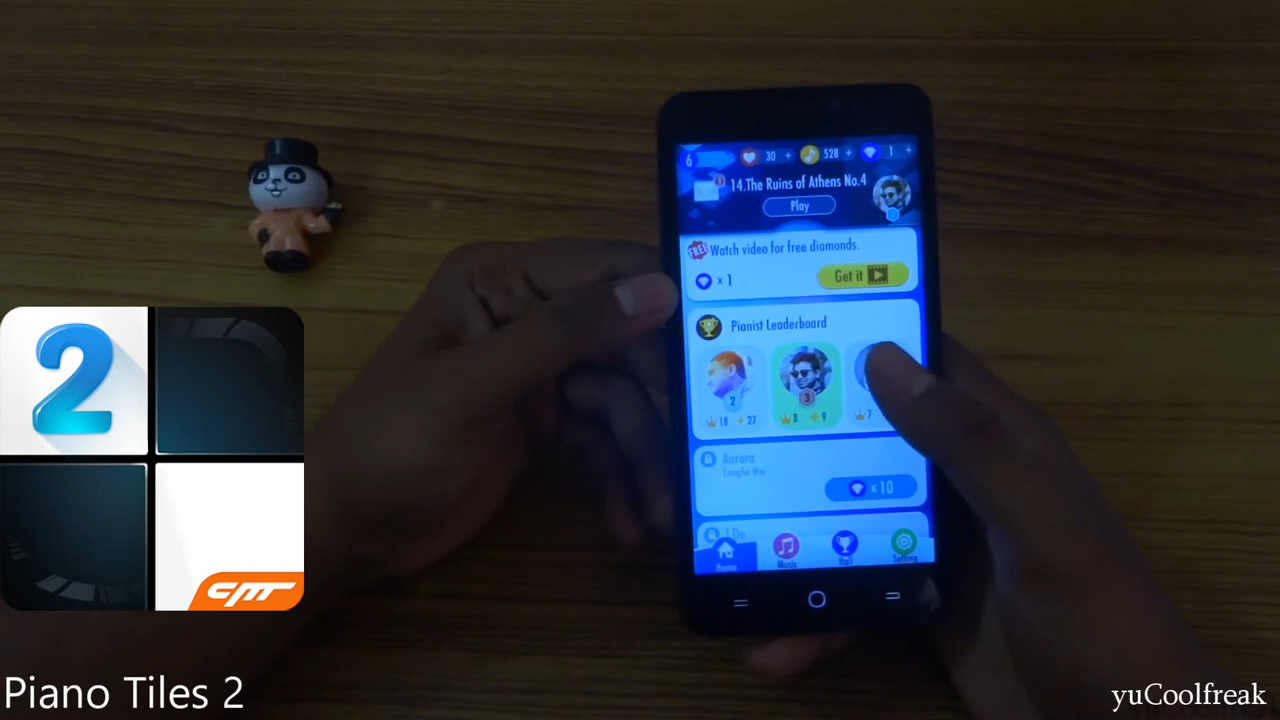 6 30 + 528 + 1 +
14.The Ruins of Athens No.4
Play
FREE Watch video for free diamonds.
× 1 Get it
Pianist Leaderboard
2 3
18 27 8 9 7
Aurora
× 10
I Do
Home Music Hall Setting
2
CMT
Piano Tiles 2
yuCoolfreak